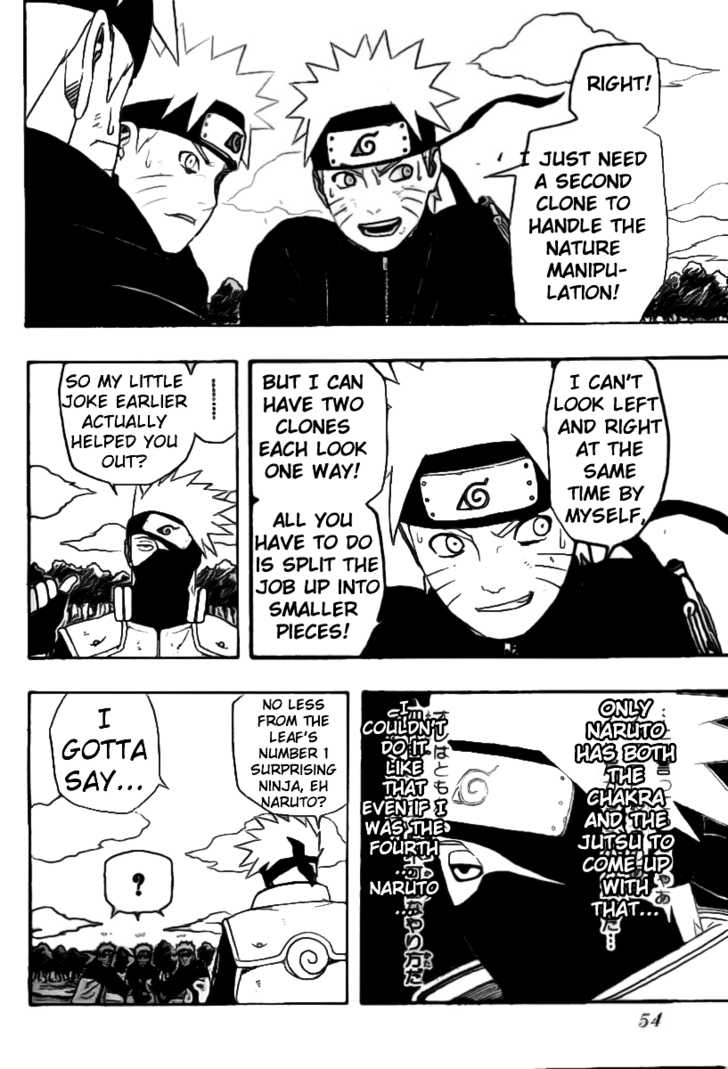 RIGHT!
I JUST NEED
A SECOND
CLONE TO
HANDLE THE
NATURE
MANIPU-
LATION!
I CAN'T
LOOK LEFT
AND RIGHT
AT THE
SAME
TIME BY
MYSELF.
BUT I CAN
HAVE TWO
CLONES
EACH LOOK
ONE WAY!
ALL YOU
HAVE TO DO
IS SPLIT THE
JOB UP INTO
SMALLER
PIECES!
.........
SO MY LITTLE
JOKE EARLIER
ACTUALLY
HELPED YOU
OUT?
ONLY
NARUTO
HAS BOTH
THE
CHAKRA
AND THE
JUTSU TO
COME UP
WITH
THAT...
I
COULDN'T
DO IT
LIKE
THAT
EVEN IF I
WAS THE
FOURTH
...
NARUTO
...
NO LESS
FROM THE
LEAF'S
NUMBER 1
SURPRISING
NINJA, EH
NARUTO?
I
GOTTA
SAY...
?
54